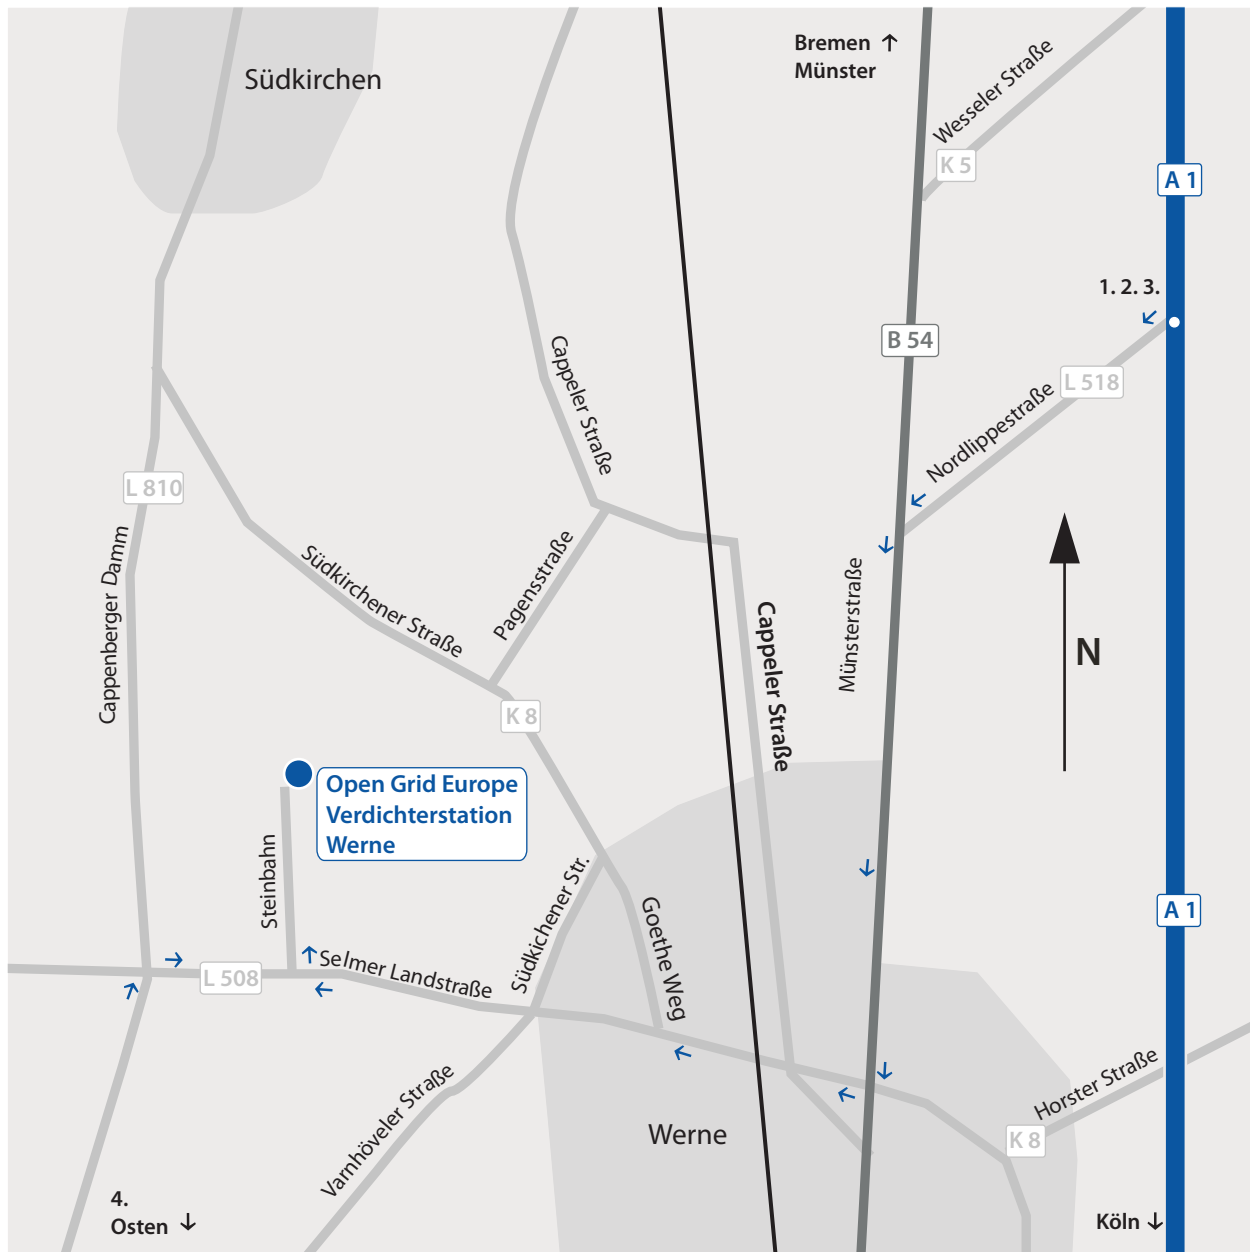 Südkirchen
Bremen ↑
Münster
Wesseler Straße
K 5
A 1
1. 2. 3.
B 54
L 518
Nordlippestraße
Cappeler Straße
L 810
Cappenberger Damm
Südkirchener Straße
Pagensstraße
Münsterstraße
Cappeler Straße
N
K 8
Open Grid Europe
Verdichterstation
Werne
Steinbahn
Südkichener Str.
Goethe Weg
A 1
L 508
Selmer Landstraße
Varnhöveler Straße
Werne
Horster Straße
K 8
4.
Osten ↓
Köln ↓